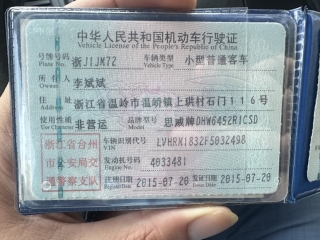 中华人民共和国机动车行驶证
Vehicle License of the People's Republic of China
号牌号码 浙J1JM72 车辆类型 小型普通客车
Plate No. Vehicle Type
所有人 李斌斌
Owner
住址 浙江省温岭市温峤镇上珙村石门116号
Address
使用性质 非营运 品牌型号 思威牌DHW6452R1CSD
Use Character Model
浙江省台州市公安局交通警察支队
车辆识别代号 LVHRM1832F5032498
VIN
发动机号码 4033481
Engine No.
注册日期 2015-07-20 发证日期 2015-07-20
Register Date Issue Date